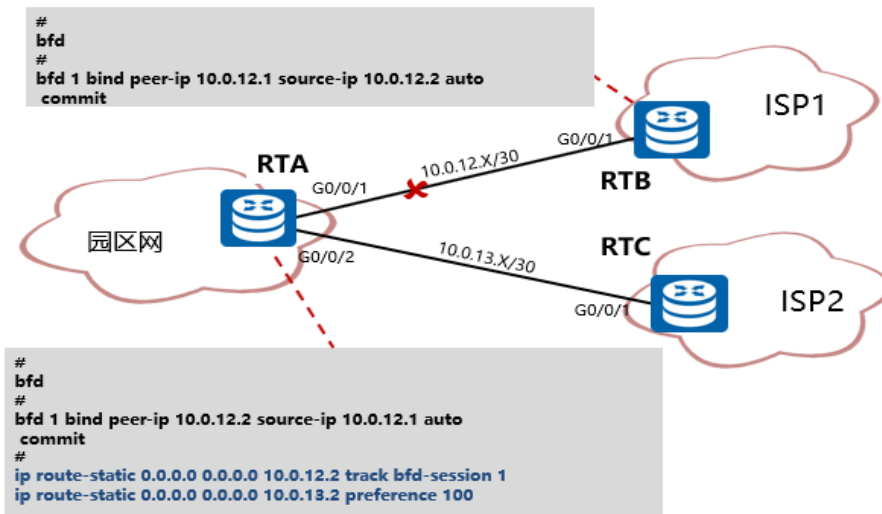 #
bfd
#
bfd 1 bind peer-ip 10.0.12.1 source-ip 10.0.12.2 auto
commit
ISP1
G0/0/1
10.0.12.X/30
RTA
RTB
G0/0/1
园区网
RTC
G0/0/2
10.0.13.X/30
ISP2
G0/0/1
#
bfd
#
bfd 1 bind peer-ip 10.0.12.2 source-ip 10.0.12.1 auto
commit
#
ip route-static 0.0.0.0 0.0.0.0 10.0.12.2 track bfd-session 1
ip route-static 0.0.0.0 0.0.0.0 10.0.13.2 preference 100